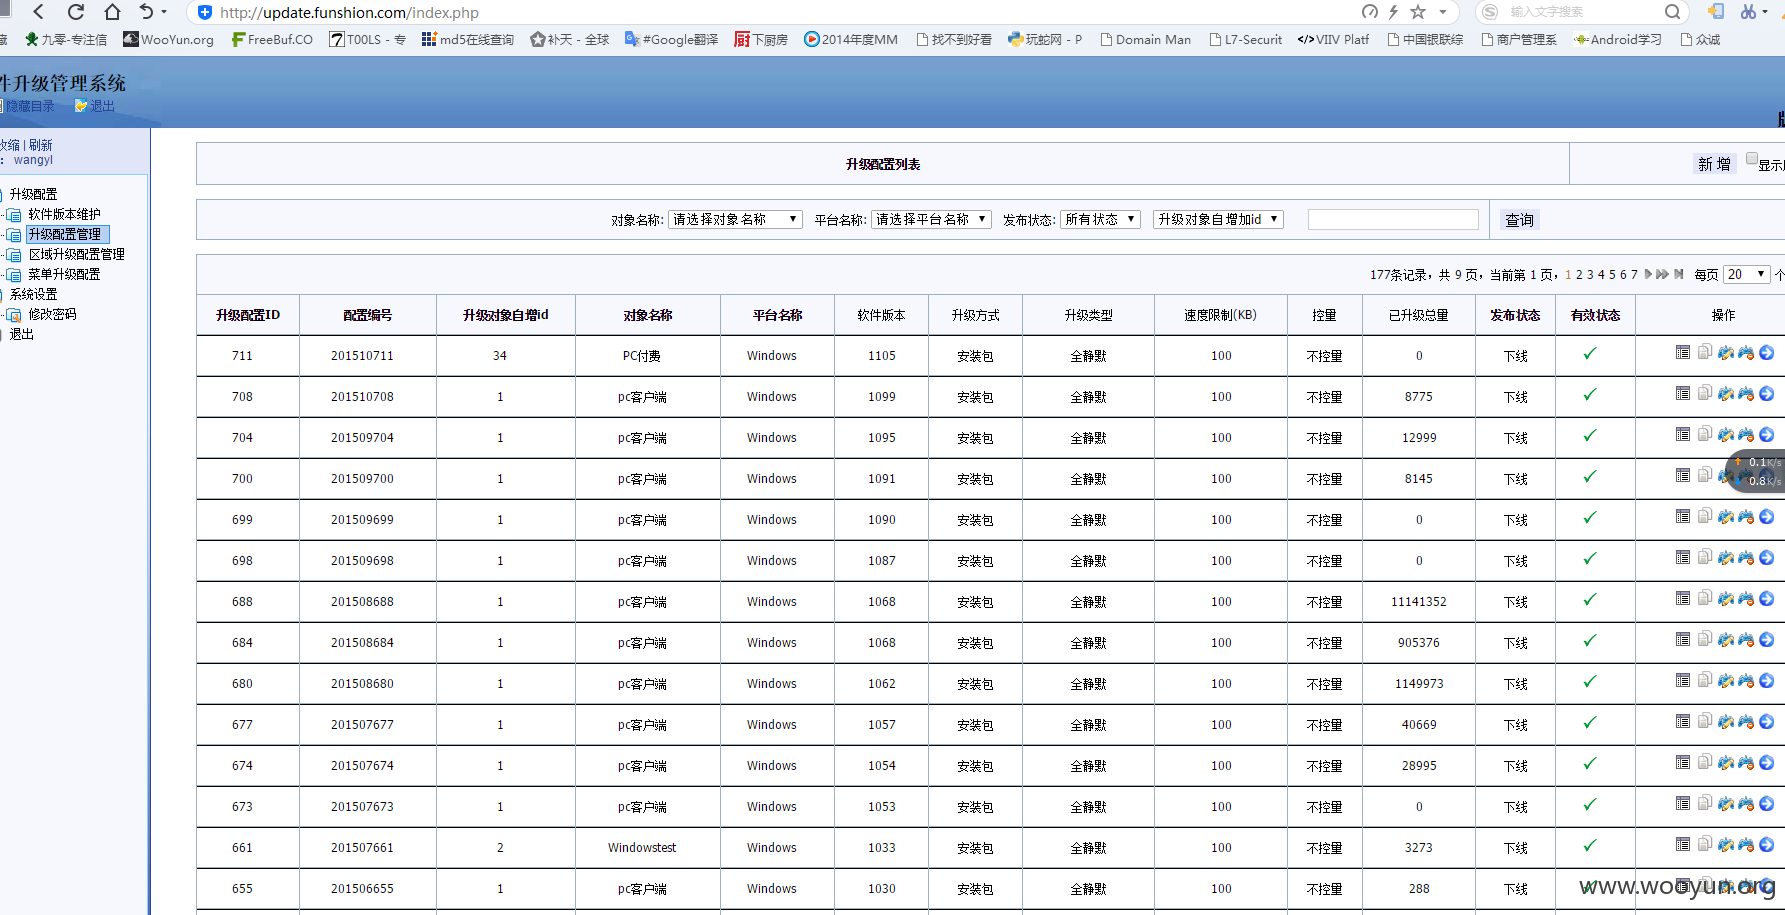 http://update.funshion.com/index.php
输入文字搜索
藏 九零-专注信 WooYun.org FreeBuf.CO T00LS - 专 md5在线查询 补天 - 全球 #Google翻译 下厨房 2014年度MM 找不到好看 玩蛇网 - P Domain Man L7-Securit </>VIIV Platf 中国银联综 商户管理系 Android学习 众诚
件升级管理系统
隐藏目录 退出
收缩 | 刷新
: wangyl
升级配置
软件版本维护
升级配置管理
区域升级配置管理
菜单升级配置
系统设置
修改密码
退出
升级配置列表 新 增 显示
对象名称: 请选择对象名称 平台名称: 请选择平台名称 发布状态: 所有状态 升级对象自增加id 查询
177条记录，共 9 页，当前第 1 页，1 2 3 4 5 6 7 每页 20 个
升级配置ID 配置编号 升级对象自增id 对象名称 平台名称 软件版本 升级方式 升级类型 速度限制(KB) 控量 已升级总量 发布状态 有效状态 操作
711 201510711 34 PC付费 Windows 1105 安装包 全静默 100 不控量 0 下线
708 201510708 1 pc客户端 Windows 1099 安装包 全静默 100 不控量 8775 下线
704 201509704 1 pc客户端 Windows 1095 安装包 全静默 100 不控量 12999 下线
700 201509700 1 pc客户端 Windows 1091 安装包 全静默 100 不控量 8145 下线
0.1K/s
0.8K/s
699 201509699 1 pc客户端 Windows 1090 安装包 全静默 100 不控量 0 下线
698 201509698 1 pc客户端 Windows 1087 安装包 全静默 100 不控量 0 下线
688 201508688 1 pc客户端 Windows 1068 安装包 全静默 100 不控量 11141352 下线
684 201508684 1 pc客户端 Windows 1068 安装包 全静默 100 不控量 905376 下线
680 201508680 1 pc客户端 Windows 1062 安装包 全静默 100 不控量 1149973 下线
677 201507677 1 pc客户端 Windows 1057 安装包 全静默 100 不控量 40669 下线
674 201507674 1 pc客户端 Windows 1054 安装包 全静默 100 不控量 28995 下线
673 201507673 1 pc客户端 Windows 1053 安装包 全静默 100 不控量 0 下线
661 201507661 2 Windowstest Windows 1033 安装包 全静默 100 不控量 3273 下线
655 201506655 1 pc客户端 Windows 1030 安装包 全静默 100 不控量 288 下线
www.wooyun.org